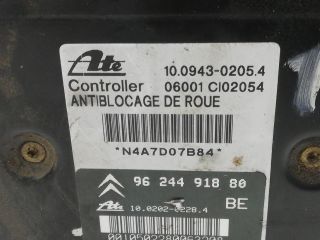 Ate 10.0943-0205.4
Controller 06001 CI02054
ANTIBLOCAGE DE ROUE
*N4A7D07B84*
96 244 918 80
Ate 10.0202-0228.4 BE